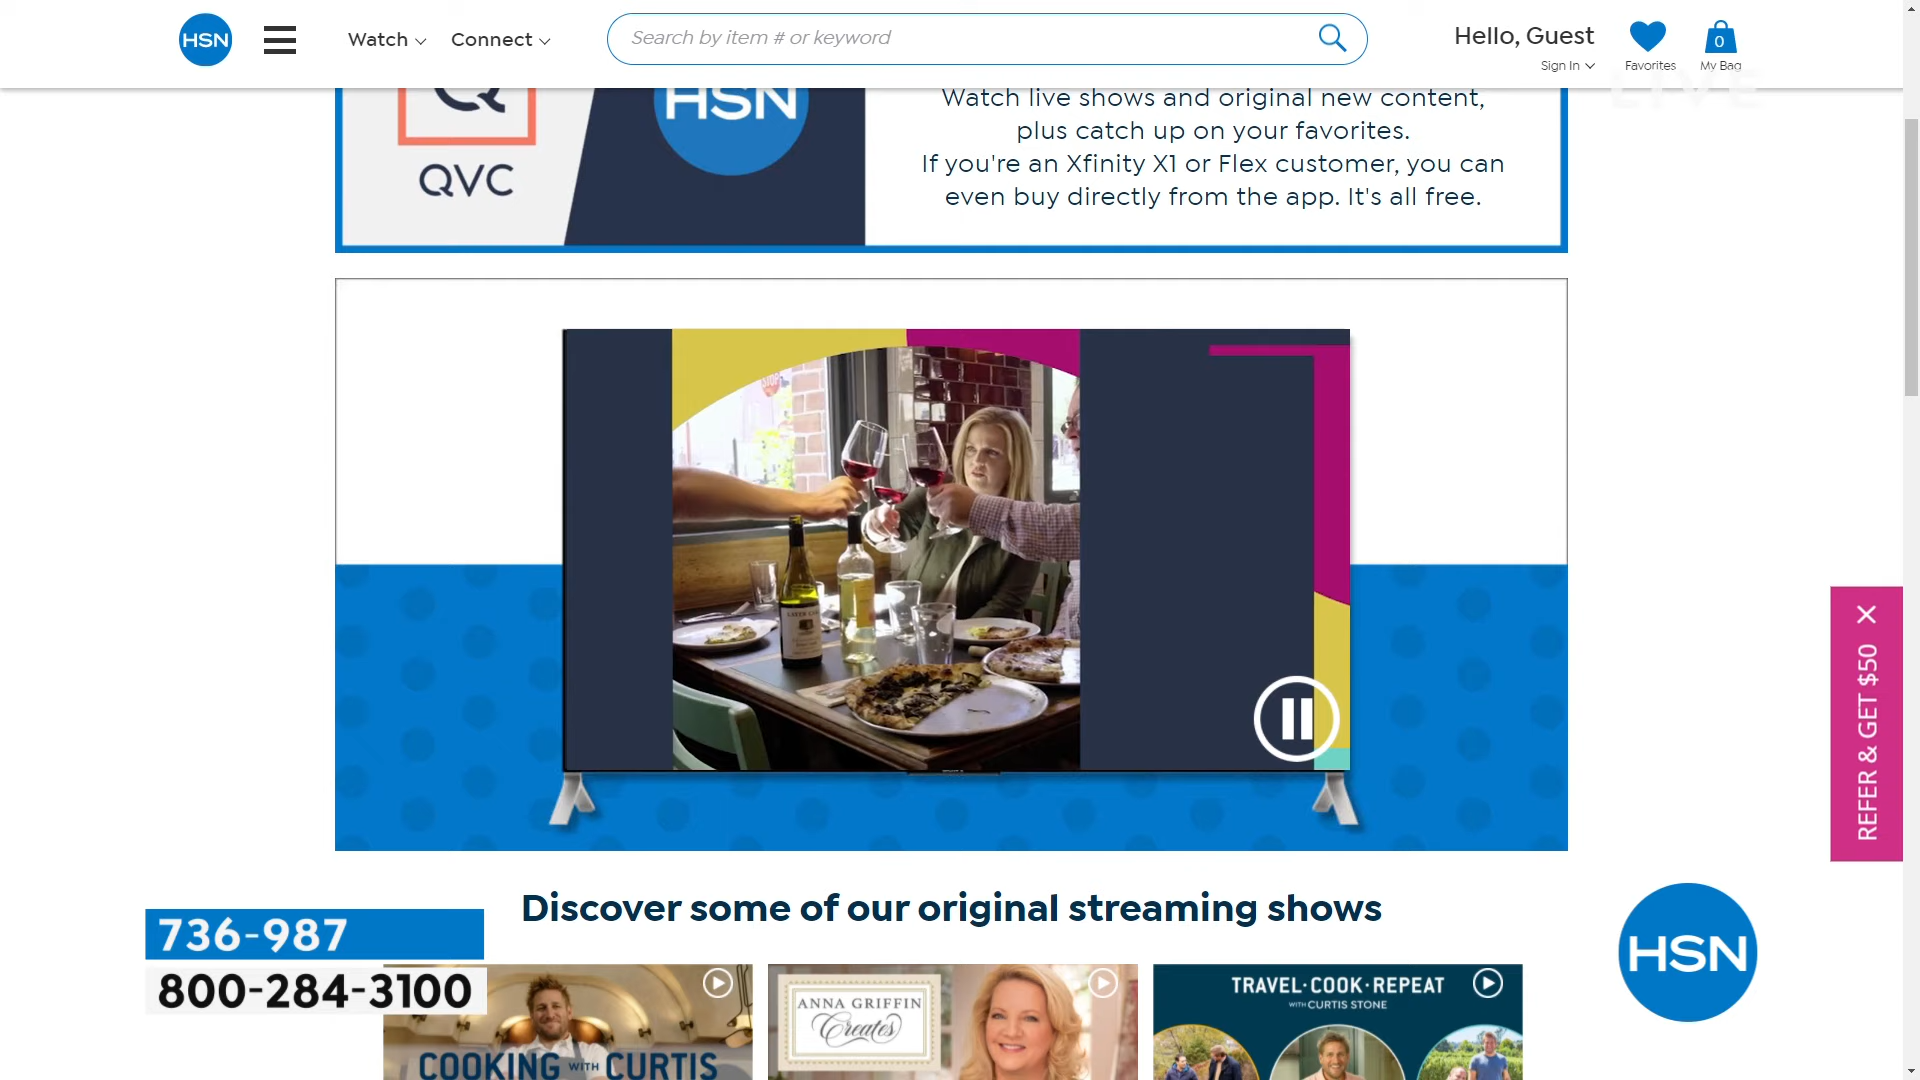 HSN
Watch
Connect
Search by item # or keyword
Hello, Guest
Sign In
Favorites
0
My Bag
LIVE
QVC
HSN
Watch live shows and original new content,
plus catch up on your favorites.
If you're an Xfinity X1 or Flex customer, you can
even buy directly from the app. It's all free.
STOP
REFER & GET $50
Discover some of our original streaming shows
736-987
800-284-3100
HSN
COOKING WITH CURTIS
ANNA GRIFFIN
Creates
TRAVEL·COOK·REPEAT
WITH CURTIS STONE